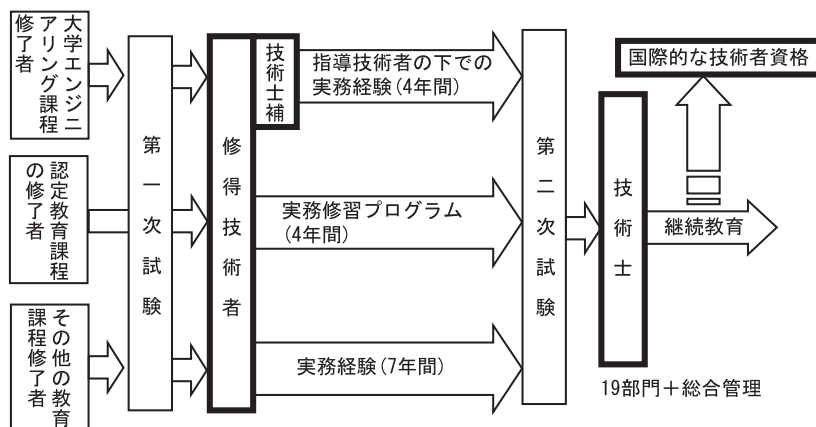 大学エンジニ
アリング課程
修了者
認定教育課程
の修了者
その他の教育
課程修了者
第一次試験
修得技術者
技術士補
指導技術者の下での
実務経験(4年間)
実務修習プログラム
(4年間)
実務経験(7年間)
第二次試験
技術士
国際的な技術者資格
継続教育
19部門＋総合管理